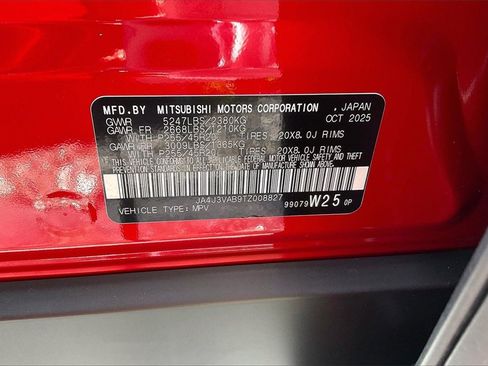 MFD.BY MITSUBISHI MOTORS CORPORATION , JAPAN
GVWR 5247LBS/2380KG OCT 2025
GAWR FR 2668LBS/1210KG
WITH P255/45R20 TIRES, 20X8.0J RIMS
GAWR RR 3009LBS/1365KG
WITH P255/45R20 TIRES, 20X8.0J RIMS
THIS VEHICLE CONFORMS TO ALL APPLICABLE FEDERAL MOTOR VEHICLE SAFETY
STANDARDS IN EFFECT ON THE DATE OF MANUFACTURE SHOWN ABOVE.
JA4J3VAB9TZ008827
VEHICLE TYPE: MPV 99079 W25 0P